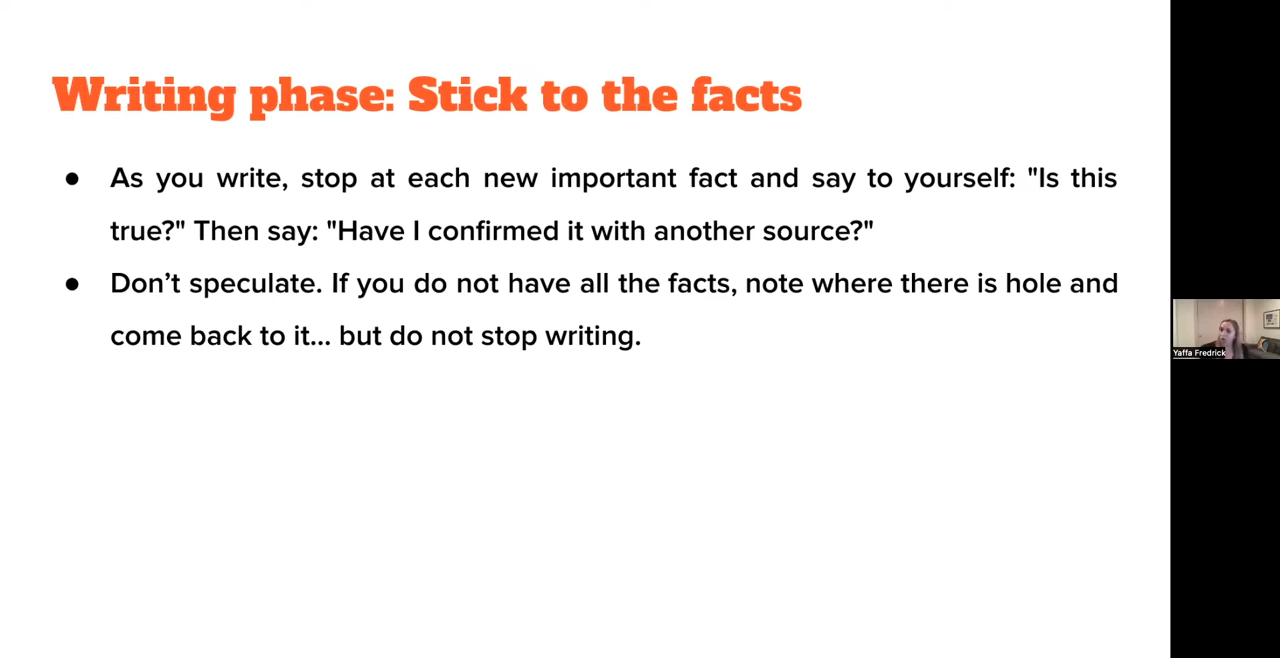 Writing phase: Stick to the facts
● As you write, stop at each new important fact and say to yourself: "Is this
true?" Then say: "Have I confirmed it with another source?"
● Don’t speculate. If you do not have all the facts, note where there is hole and
come back to it... but do not stop writing.
Yaffa Fredrick